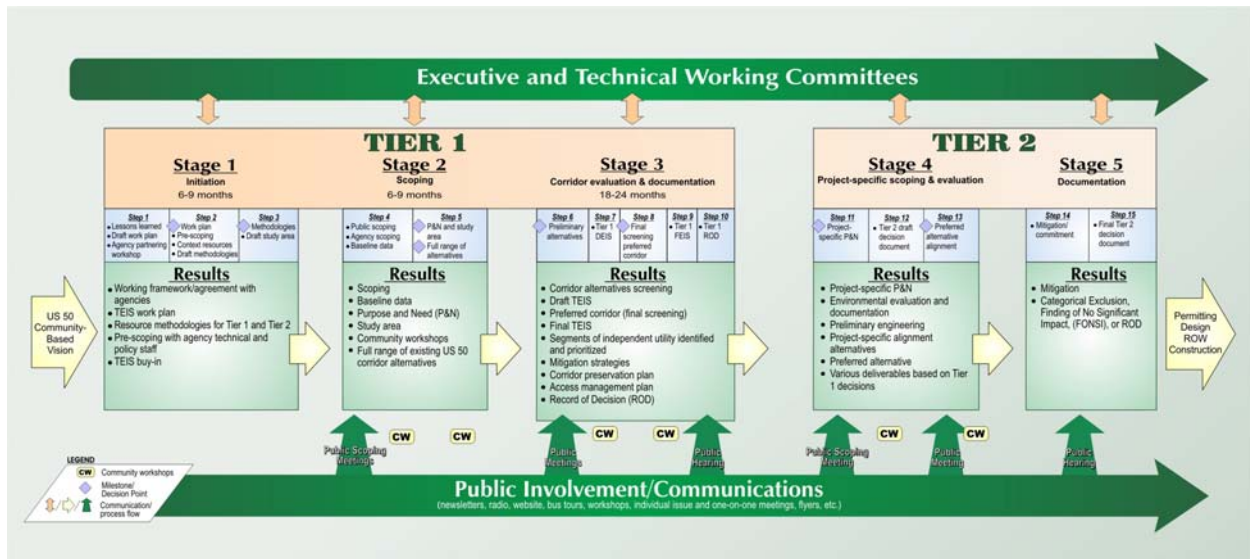 Executive and Technical Working Committees
TIER 1
Stage 1
Initiation
6-9 months
Stage 2
Scoping
6-9 months
Stage 3
Corridor evaluation & documentation
18-24 months
Step 1
• Lessons learned
• Draft work plan
• Agency partnering
workshop
Step 2
Work plan
• Pre-scoping
• Context resources
• Draft methodologies
Step 3
Methodologies
• Draft study area
Step 4
• Public scoping
• Agency scoping
• Baseline data
Step 5
P&N and study
area
Full range of
alternatives
Step 6
Preliminary
alternatives
Step 7
• Tier 1
DEIS
Step 8
Final
screening
preferred
corridor
Step 9
• Tier 1
FEIS
Step 10
• Tier 1
ROD
US 50
Community-
Based
Vision
Results
• Working framework/agreement with
agencies
• TEIS work plan
• Resource methodologies for Tier 1 and Tier 2
• Pre-scoping with agency technical and
policy staff
• TEIS buy-in
Results
• Scoping
• Baseline data
• Purpose and Need (P&N)
• Study area
• Community workshops
• Full range of existing US 50
corridor alternatives
Results
• Corridor alternatives screening
• Draft TEIS
• Preferred corridor (final screening)
• Final TEIS
• Segments of independent utility identified
and prioritized
• Mitigation strategies
• Corridor preservation plan
• Access management plan
• Record of Decision (ROD)
TIER 2
Stage 4
Project-specific scoping & evaluation
Stage 5
Documentation
Step 11
Project-
specific P&N
Step 12
• Tier 2 draft
decision
document
Step 13
Preferred
alternative
alignment
Step 14
• Mitigation/
commitment
Step 15
• Final Tier 2
decision
document
Results
• Project-specific P&N
• Environmental evaluation and
documentation
• Preliminary engineering
• Project-specific alignment
alternatives
• Preferred alternative
• Various deliverables based on Tier
1 decisions
Results
• Mitigation
• Categorical Exclusion,
Finding of No Significant
Impact, (FONSI), or ROD
Permitting
Design
ROW
Construction
Public Scoping
Meetings
CW
CW
Public
Meetings
CW
CW
Public
Hearing
Public Scoping
Meeting
CW
Public
Meeting
CW
Public
Hearing
LEGEND
CW Community workshops
Milestone/
Decision Point
Communication/
process flow
Public Involvement/Communications
(newsletters, radio, website, bus tours, workshops, individual issue and one-on-one meetings, flyers, etc.)